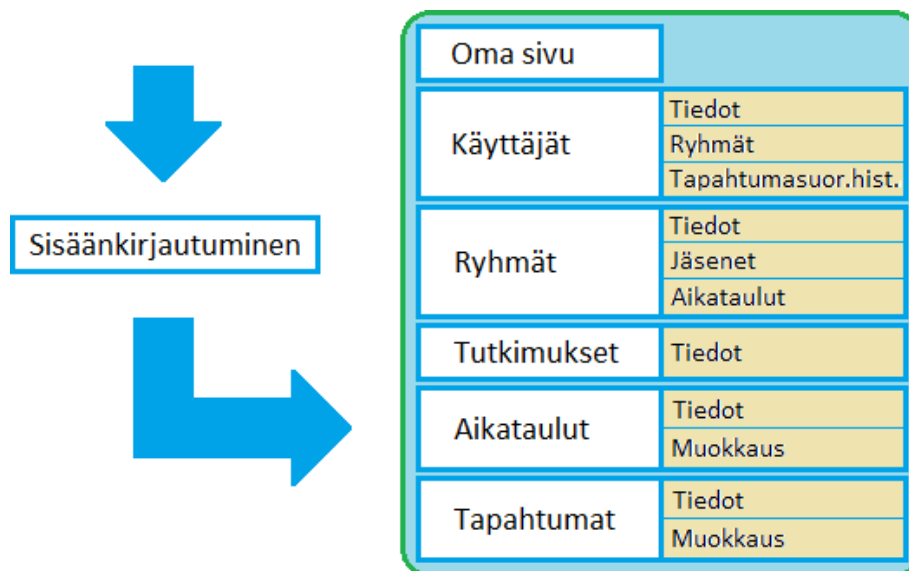 Sisäänkirjautuminen
Oma sivu
Käyttäjät
Tiedot
Ryhmät
Tapahtumasuor.hist.
Ryhmät
Tiedot
Jäsenet
Aikataulut
Tutkimukset
Tiedot
Aikataulut
Tiedot
Muokkaus
Tapahtumat
Tiedot
Muokkaus